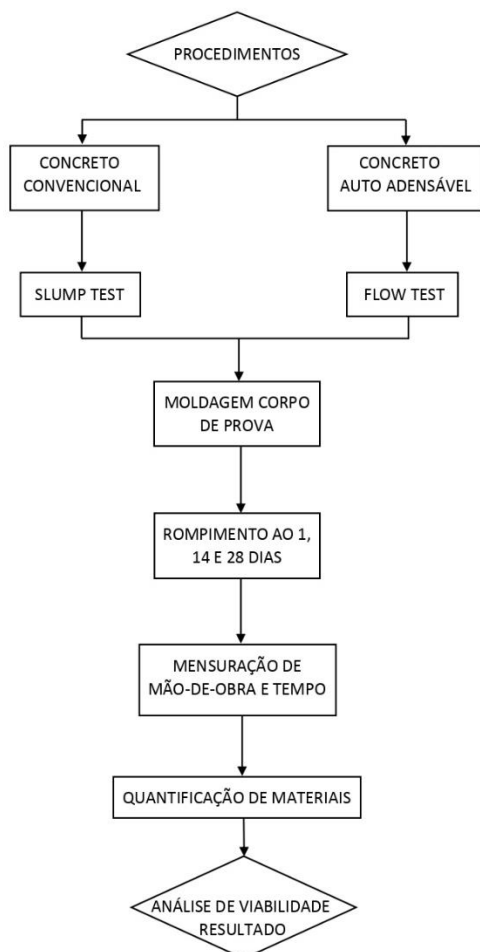 PROCEDIMENTOS
CONCRETO
CONVENCIONAL
CONCRETO
AUTO ADENSÁVEL
SLUMP TEST
FLOW TEST
MOLDAGEM CORPO
DE PROVA
ROMPIMENTO AO 1,
14 E 28 DIAS
MENSURAÇÃO DE
MÃO-DE-OBRA E TEMPO
QUANTIFICAÇÃO DE MATERIAIS
ANÁLISE DE VIABILIDADE
RESULTADO